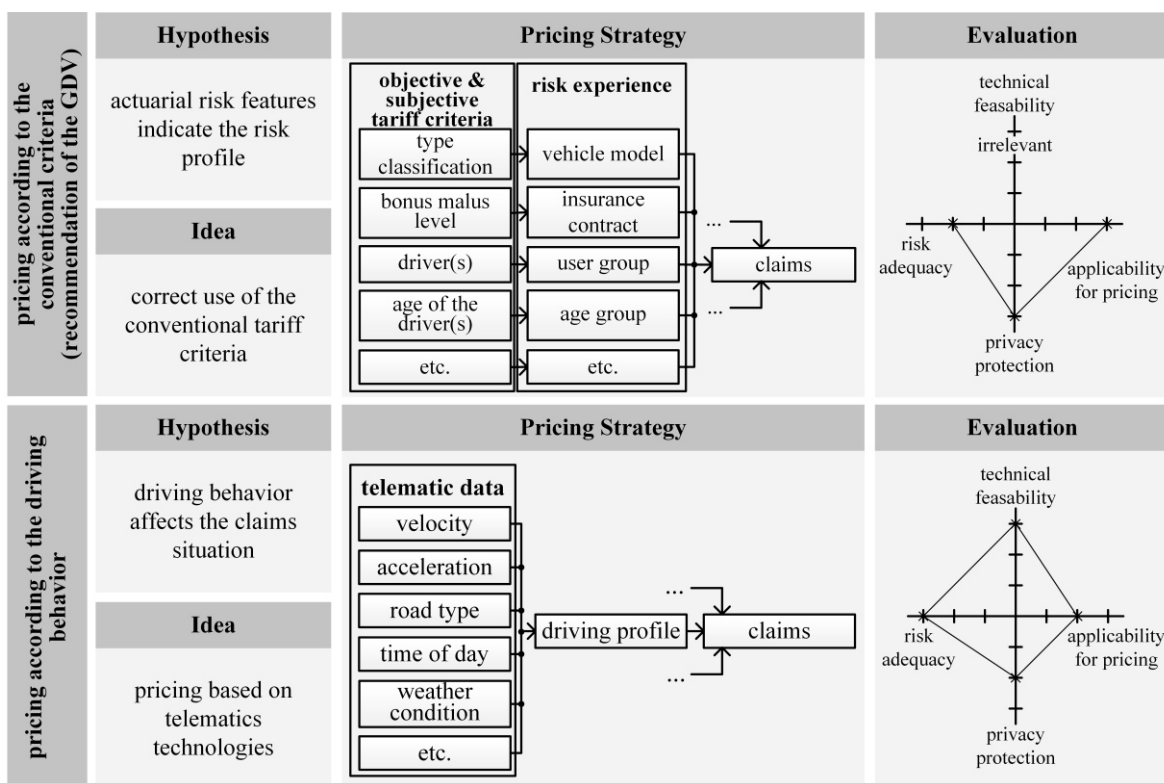 pricing according to the
conventional criteria
(recommendation of the GDV)
Hypothesis
actuarial risk features
indicate the risk
profile
Idea
correct use of the
conventional tariff
criteria
Pricing Strategy
objective &
subjective
tariff criteria
risk experience
type
classification
vehicle model
bonus malus
level
insurance
contract
driver(s)
user group
age of the
driver(s)
age group
etc.
etc.
...
claims
...
Evaluation
technical
feasability
irrelevant
risk
adequacy
applicability
for pricing
privacy
protection
pricing according to the driving
behavior
Hypothesis
driving behavior
affects the claims
situation
Idea
pricing based on
telematics
technologies
Pricing Strategy
telematic data
velocity
acceleration
road type
time of day
weather
condition
etc.
driving profile
...
claims
...
Evaluation
technical
feasability
risk
adequacy
applicability
for pricing
privacy
protection